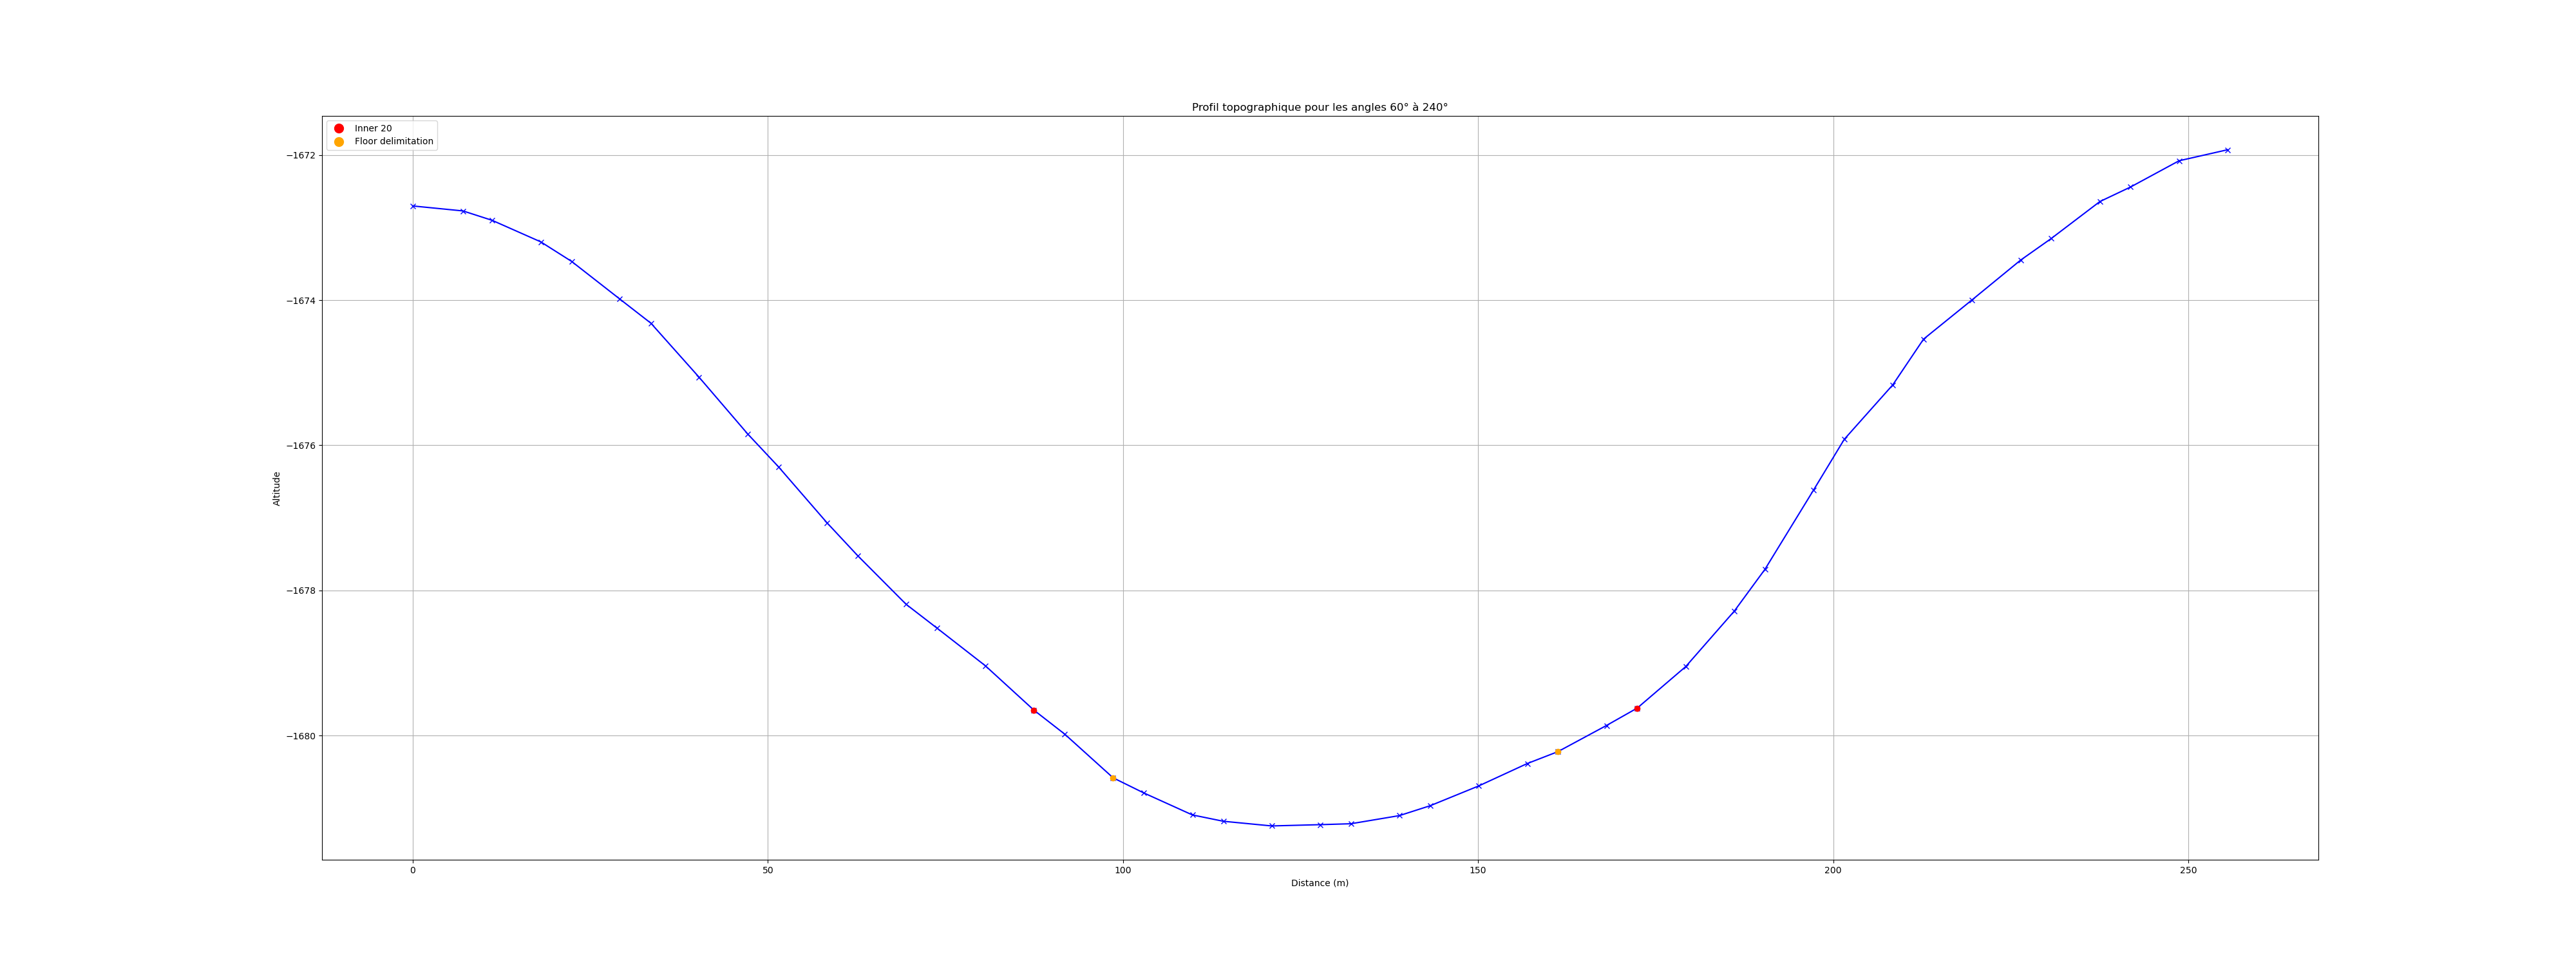 Profil topographique pour les angles 60° à 240°
Inner 20
Floor delimitation
−1672
−1674
−1676
−1678
−1680
Altitude
0 50 100 150 200 250
Distance (m)